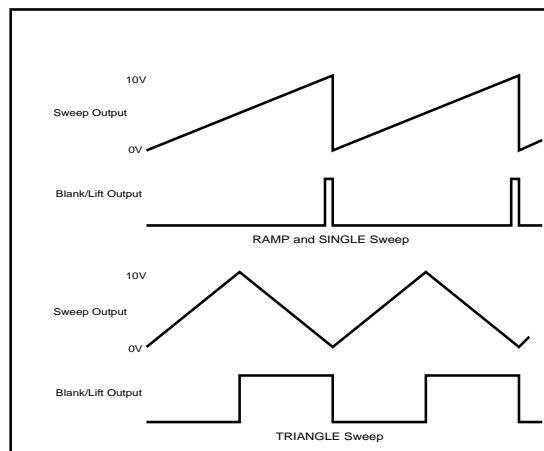 10V
Sweep Output
0V
Blank/Lift Output
RAMP and SINGLE Sweep
10V
Sweep Output
0V
Blank/Lift Output
TRIANGLE Sweep